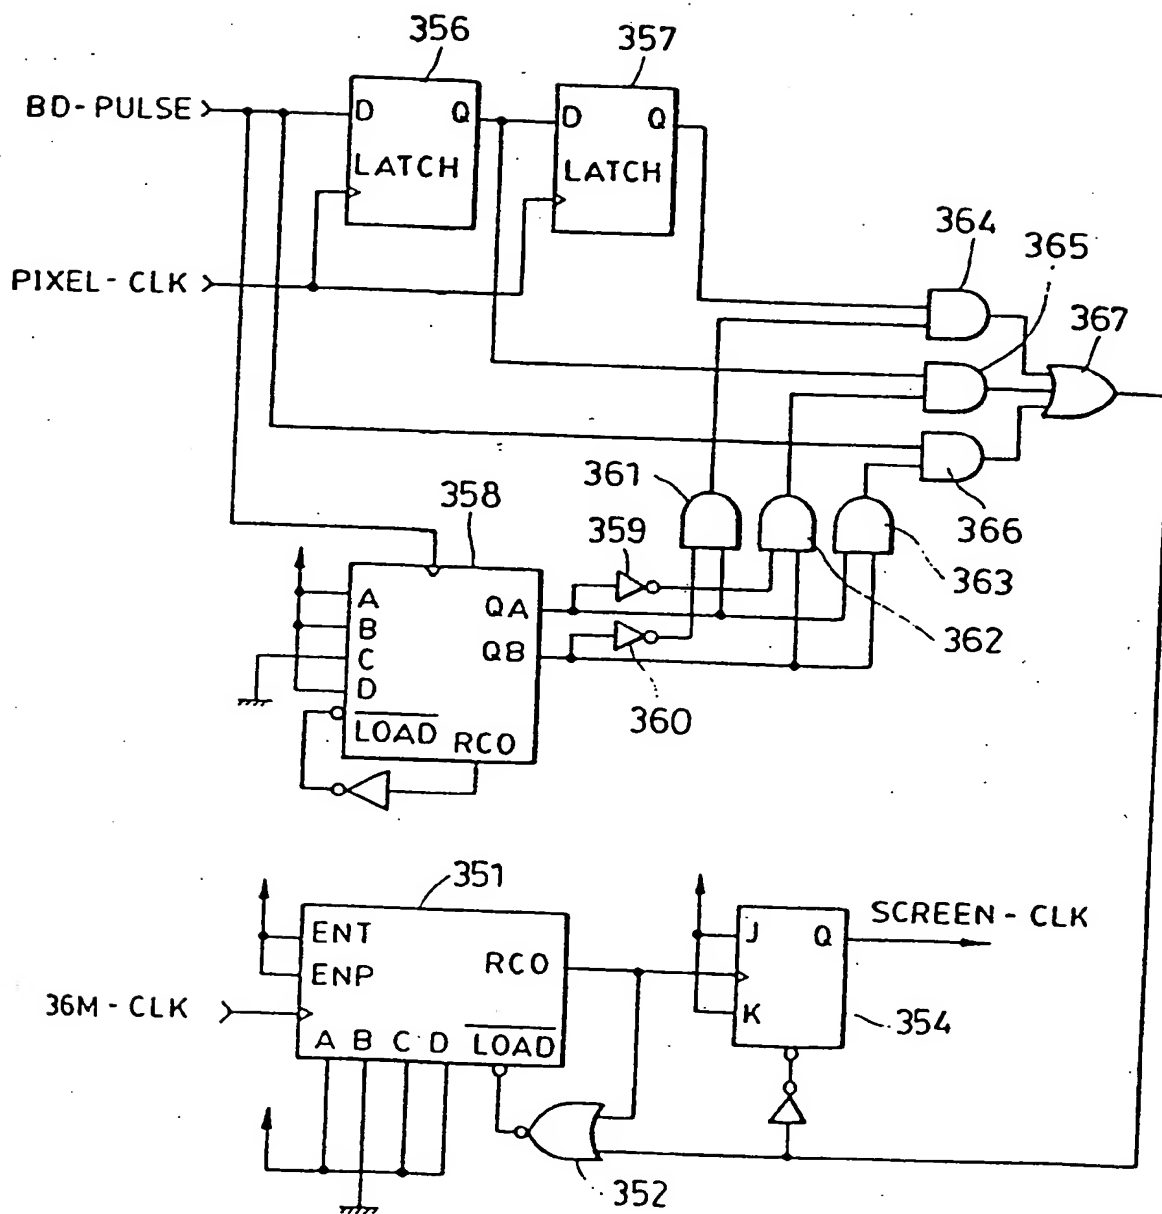 356
357
BD-PULSE
D Q
LATCH
D Q
LATCH
PIXEL-CLK
364
365
367
366
361
358
359
363
362
360
A
B
C
D
QA
QB
LOAD
RCO
351
ENT
ENP
RCO
36M-CLK
A B C D LOAD
J Q
K
SCREEN-CLK
354
352